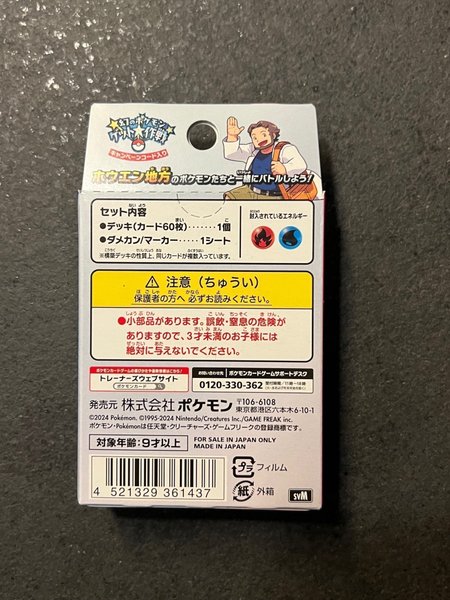 幻のポケモン
ゲット大作戦
キャンペーンコード入り
ホウエン地方のポケモンたちと一緒にバトルしよう!
セット内容
●デッキ(カード60枚)・・・・・・・1個
●ダメカン/マーカー・・・・・1シート
※構築デッキの性質上、同じカードが複数入っています。
封入されているエネルギー
注意(ちゅうい)
保護者の方へ 必ずお読みください。
●小部品があります。誤飲・窒息の危険が
ありますので、3才未満のお子様には
絶対に与えないでください。
トレーナーズウェブサイト
ポケモンカード
お問い合わせ先
ポケモンカードゲームサポートデスク
0120-330-362
発売元 株式会社ポケモン
〒106-6108
東京都港区六本木6-10-1
©2024 Pokémon. ©1995-2024 Nintendo/Creatures Inc./GAME FREAK inc.
ポケモン・Pokémonは任天堂・クリーチャーズ・ゲームフリークの登録商標です。
対象年齢:9才以上
FOR SALE IN JAPAN ONLY
MADE IN JAPAN
4 521329 361437
プラ フィルム
紙 外箱
svM